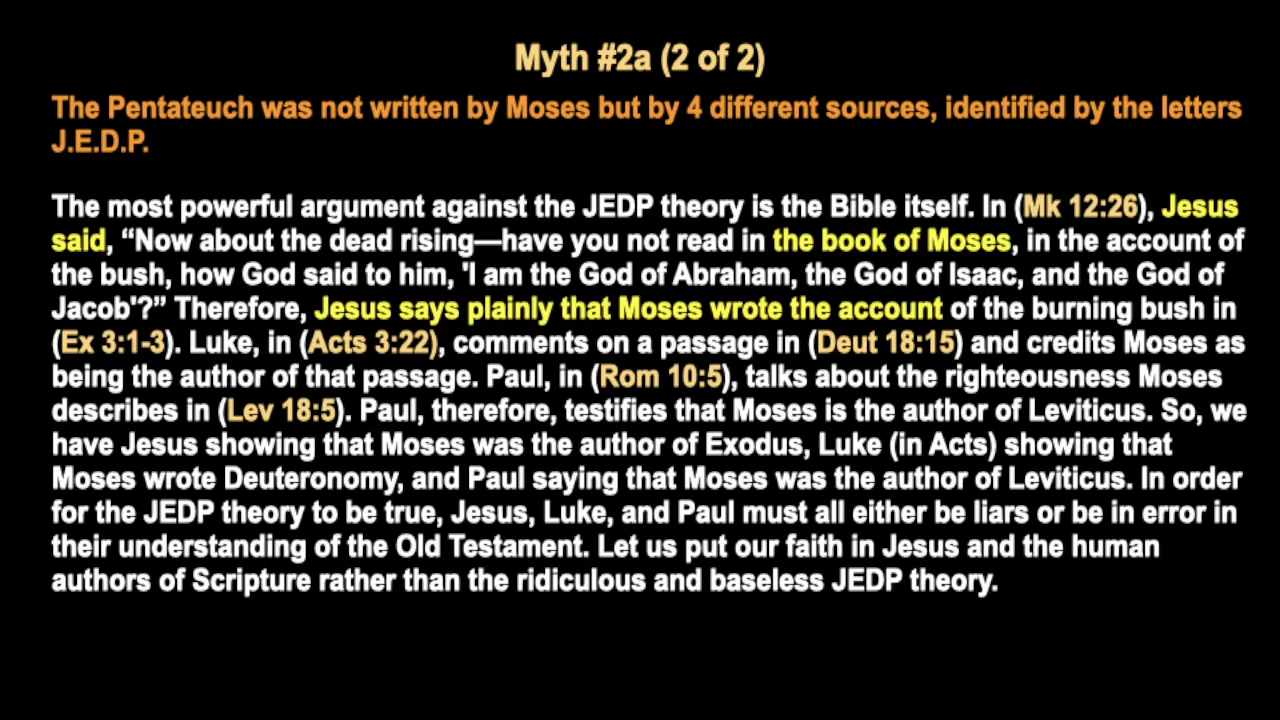 Myth #2a (2 of 2)
The Pentateuch was not written by Moses but by 4 different sources, identified by the letters
J.E.D.P.
The most powerful argument against the JEDP theory is the Bible itself. In (Mk 12:26), Jesus
said, “Now about the dead rising—have you not read in the book of Moses, in the account of
the bush, how God said to him, 'I am the God of Abraham, the God of Isaac, and the God of
Jacob'?” Therefore, Jesus says plainly that Moses wrote the account of the burning bush in
(Ex 3:1-3). Luke, in (Acts 3:22), comments on a passage in (Deut 18:15) and credits Moses as
being the author of that passage. Paul, in (Rom 10:5), talks about the righteousness Moses
describes in (Lev 18:5). Paul, therefore, testifies that Moses is the author of Leviticus. So, we
have Jesus showing that Moses was the author of Exodus, Luke (in Acts) showing that
Moses wrote Deuteronomy, and Paul saying that Moses was the author of Leviticus. In order
for the JEDP theory to be true, Jesus, Luke, and Paul must all either be liars or be in error in
their understanding of the Old Testament. Let us put our faith in Jesus and the human
authors of Scripture rather than the ridiculous and baseless JEDP theory.